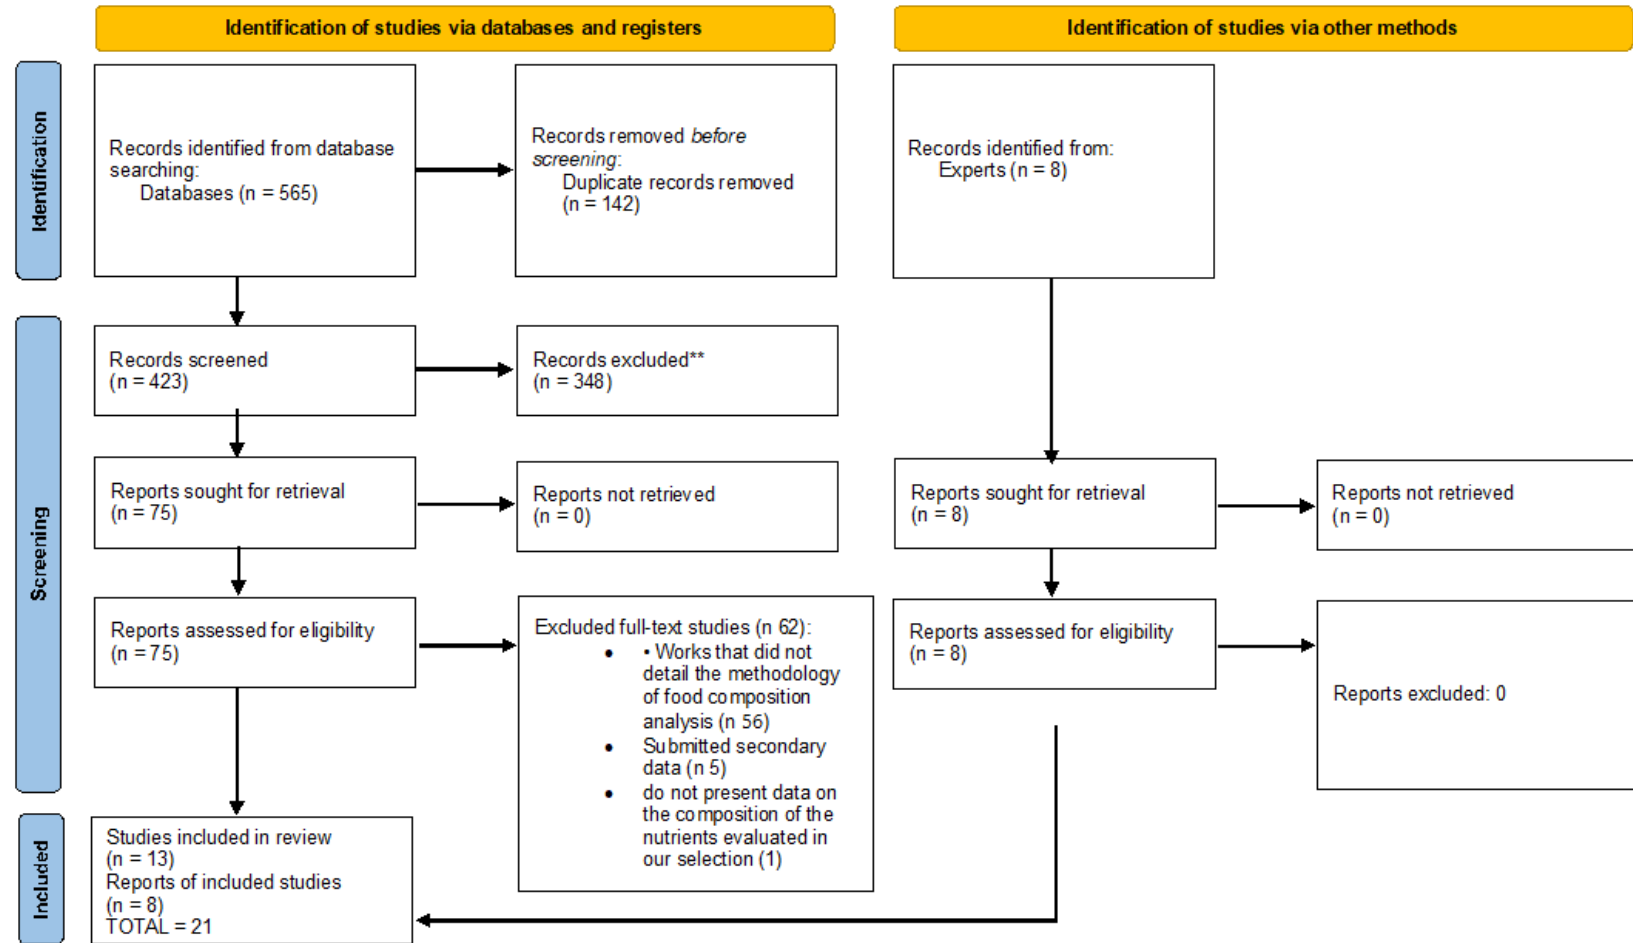 Identification of studies via databases and registers
Identification of studies via other methods
Identification
Records identified from database
searching:
Databases (n = 565)
Records removed before
screening:
Duplicate records removed
(n = 142)
Records identified from:
Experts (n = 8)
Screening
Records screened
(n = 423)
Records excluded**
(n = 348)
Reports sought for retrieval
(n = 75)
Reports not retrieved
(n = 0)
Reports sought for retrieval
(n = 8)
Reports not retrieved
(n = 0)
Reports assessed for eligibility
(n = 75)
Excluded full-text studies (n 62):
• • Works that did not
detail the methodology
of food composition
analysis (n 56)
• Submitted secondary
data (n 5)
• do not present data on
the composition of the
nutrients evaluated in
our selection (1)
Reports assessed for eligibility
(n = 8)
Reports excluded: 0
Included
Studies included in review
(n = 13)
Reports of included studies
(n = 8)
TOTAL = 21